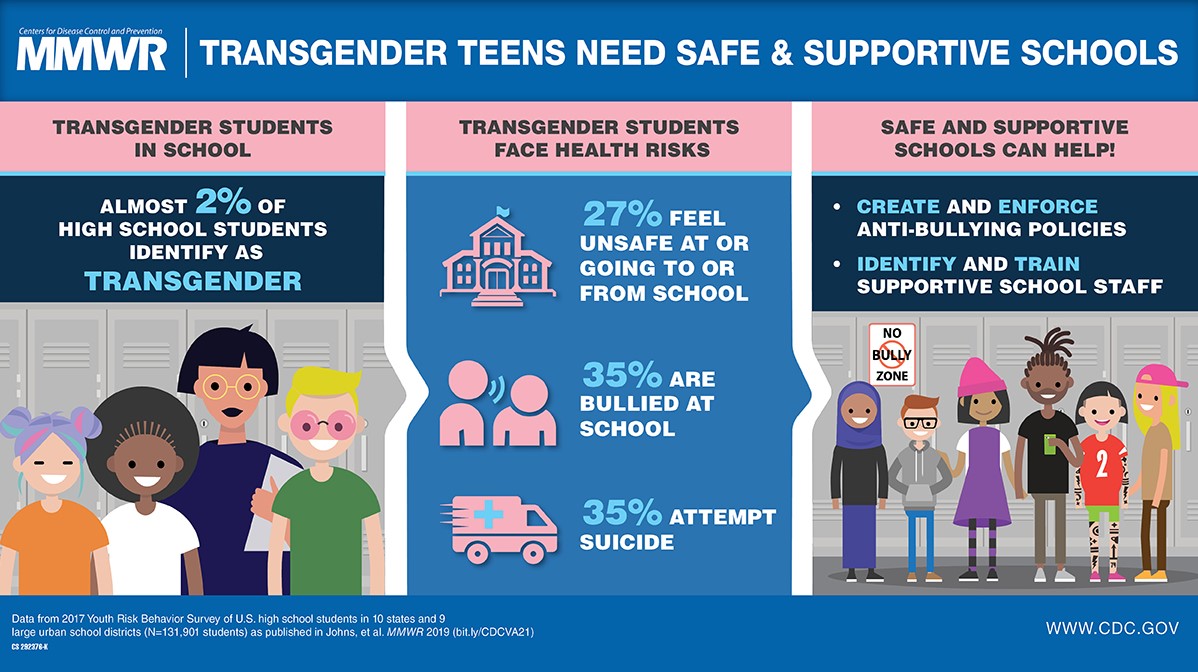 Centers for Disease Control and Prevention
MMWR
TRANSGENDER TEENS NEED SAFE & SUPPORTIVE SCHOOLS
TRANSGENDER STUDENTS
IN SCHOOL
ALMOST 2% OF
HIGH SCHOOL STUDENTS
IDENTIFY AS
TRANSGENDER
TRANSGENDER STUDENTS
FACE HEALTH RISKS
27% FEEL
UNSAFE AT OR
GOING TO OR
FROM SCHOOL
35% ARE
BULLIED AT
SCHOOL
35% ATTEMPT
SUICIDE
SAFE AND SUPPORTIVE
SCHOOLS CAN HELP!
• CREATE AND ENFORCE
ANTI-BULLYING POLICIES
• IDENTIFY AND TRAIN
SUPPORTIVE SCHOOL STAFF
NO
BULLY
ZONE
2
Data from 2017 Youth Risk Behavior Survey of U.S. high school students in 10 states and 9
large urban school districts (N=131,901 students) as published in Johns, et al. MMWR 2019 (bit.ly/CDCVA21)
CS 292376-K
WWW.CDC.GOV